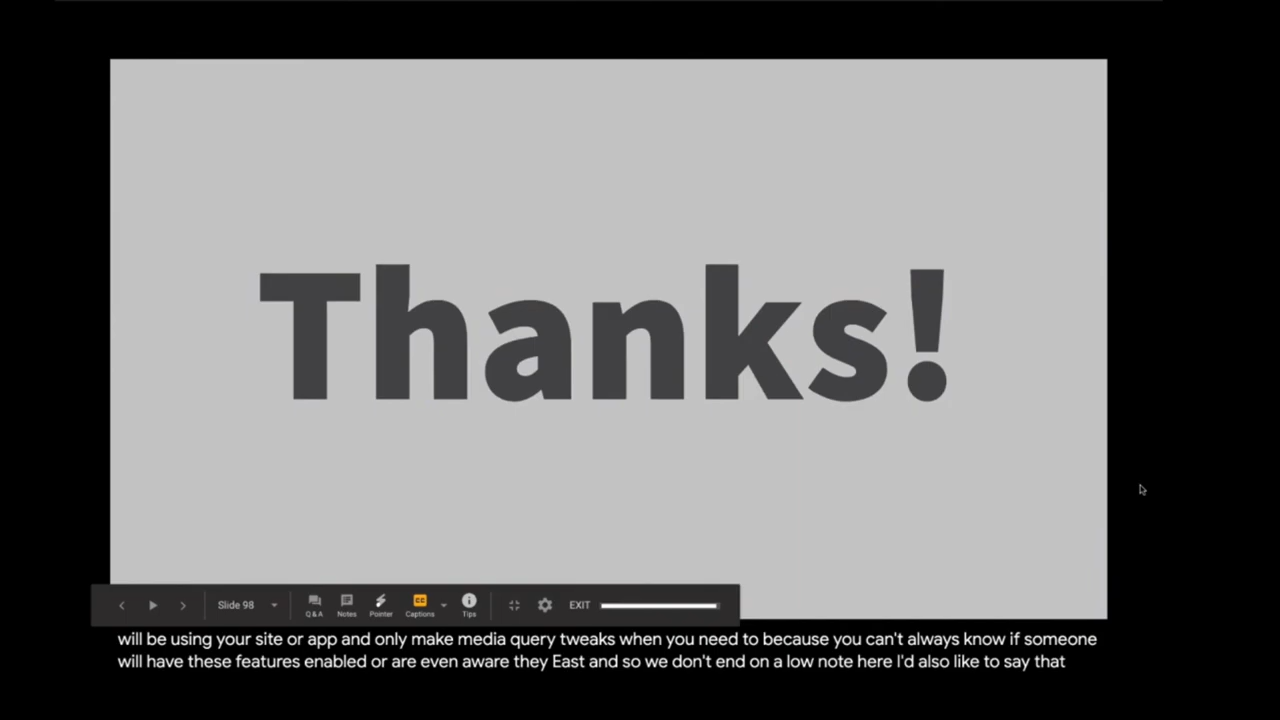 Thanks!
Slide 98
Q&A
Notes
Pointer
CC
Captions
Tips
EXIT
will be using your site or app and only make media query tweaks when you need to because you can't always know if someone
will have these features enabled or are even aware they East and so we don't end on a low note here I'd also like to say that